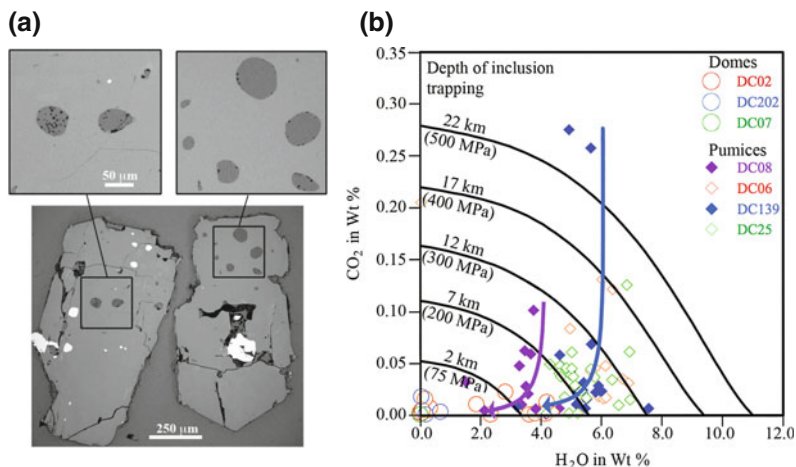 (a)
50 µm
250 µm
(b)
0.35
0.30
0.25
0.20
0.15
0.10
0.05
0.00
CO2 in Wt %
Depth of inclusion
trapping
22 km
(500 MPa)
17 km
(400 MPa)
12 km
(300 MPa)
7 km
(200 MPa)
2 km
(75 MPa)
Domes
DC02
DC202
DC07
Pumices
DC08
DC06
DC139
DC25
0.0 2.0 4.0 6.0 8.0 10.0 12.0
H2O in Wt %